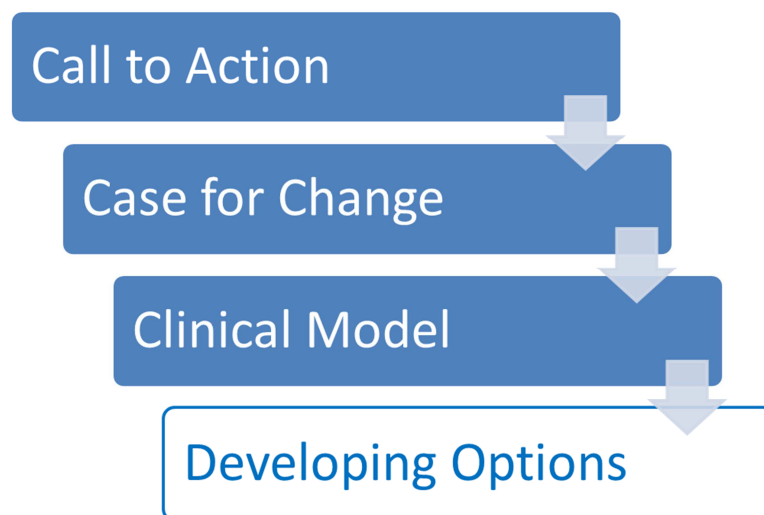 Call to Action
Case for Change
Clinical Model
Developing Options